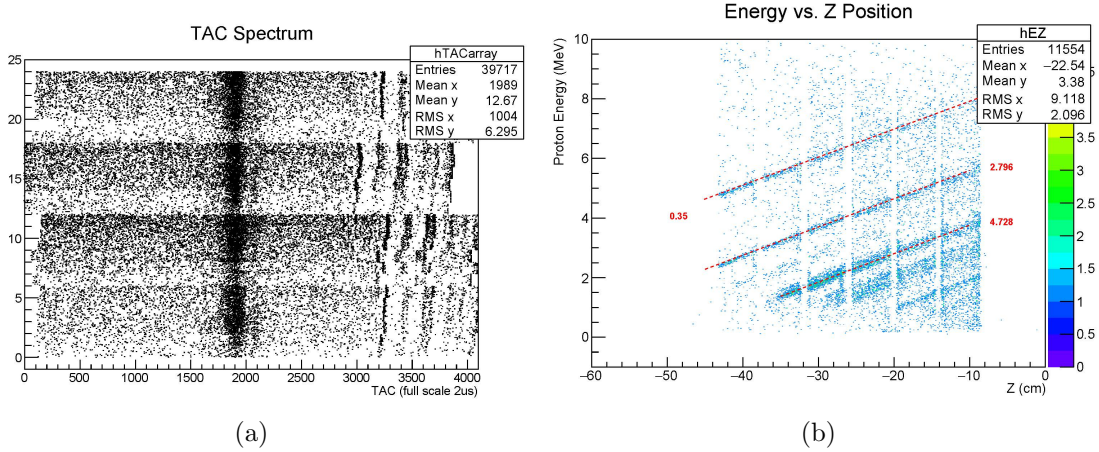 TAC Spectrum
hTACarray
Entries 39717
Mean x 1989
Mean y 12.67
RMS x 1004
RMS y 6.295
25
20
15
10
5
0
0 500 1000 1500 2000 2500 3000 3500 4000
TAC (full scale 2us)
(a)
Energy vs. Z Position
hEZ
Entries 11554
Mean x −22.54
Mean y 3.38
RMS x 9.118
RMS y 2.096
Proton Energy (MeV)
10
8
6
4
2
0
0.35
2.796
4.728
3.5
3
2.5
2
1.5
1
0.5
0
−60 −50 −40 −30 −20 −10 0
Z (cm)
(b)